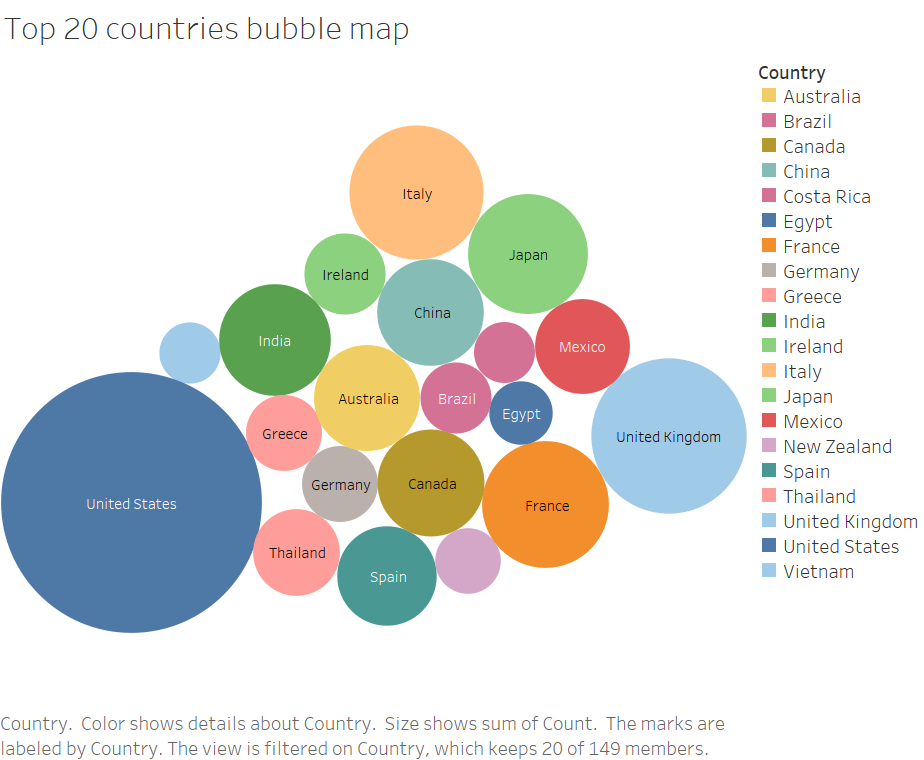 Top 20 countries bubble map
Country
Australia
Brazil
Canada
China
Costa Rica
Egypt
France
Germany
Greece
India
Ireland
Italy
Japan
Mexico
New Zealand
Spain
Thailand
United Kingdom
United States
Vietnam
Italy
Japan
Ireland
China
India
Mexico
Australia
Brazil
Egypt
Greece
United Kingdom
Germany
Canada
United States
France
Thailand
Spain
Country.  Color shows details about Country.  Size shows sum of Count.  The marks are
labeled by Country. The view is filtered on Country, which keeps 20 of 149 members.